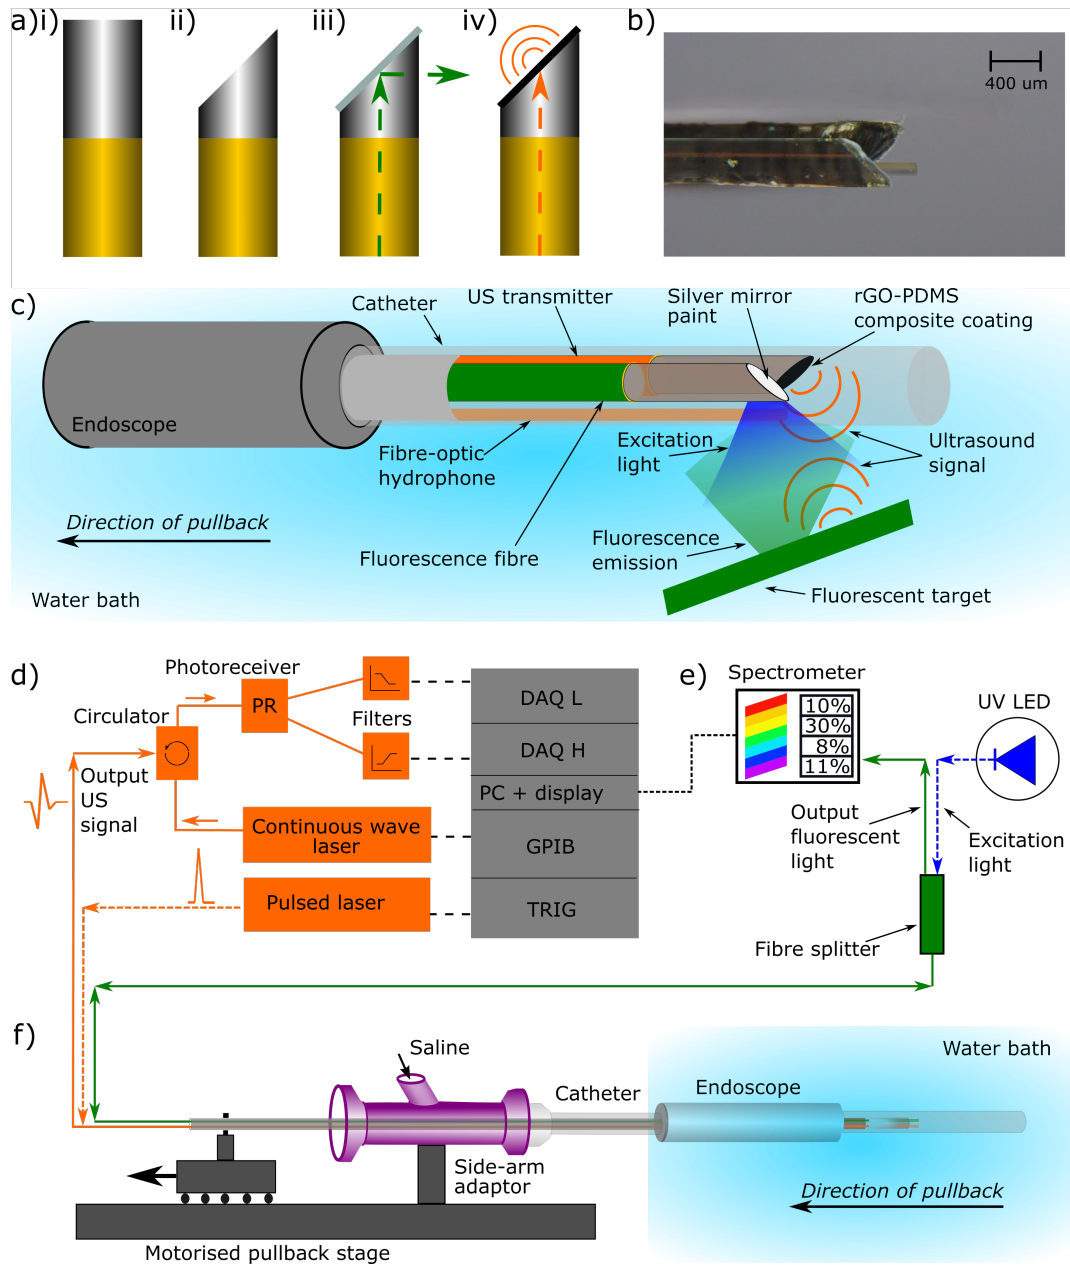 a)i)
ii)
iii)
iv)
b)
400 um
c)
Catheter
US transmitter
Silver mirror
paint
rGO-PDMS
composite coating
Endoscope
Fibre-optic
hydrophone
Excitation
light
Ultrasound
signal
Direction of pullback
Fluorescence fibre
Fluorescence
emission
Fluorescent target
Water bath
d)
Photoreceiver
PR
Circulator
Filters
Output
US
signal
Continuous wave
laser
Pulsed laser
DAQ L
DAQ H
PC + display
GPIB
TRIG
e)
Spectrometer
10%
30%
8%
11%
UV LED
Output
fluorescent
light
Excitation
light
Fibre splitter
f)
Saline
Catheter
Endoscope
Water bath
Side-arm
adaptor
Direction of pullback
Motorised pullback stage